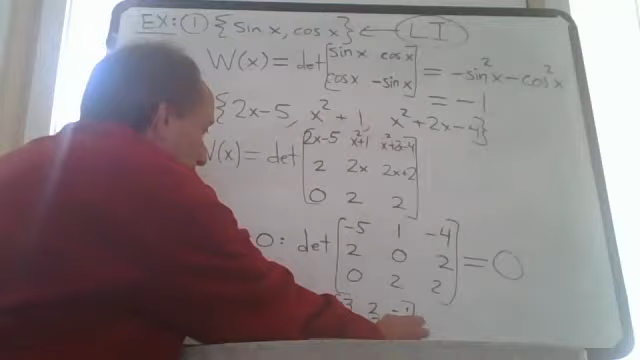 EX: ① {sin x, cos x} ← LI
W(x) = det [sin x cos x
cos x -sin x] = -sin²x - cos²x
= -1
{2x-5, x²+1, x²+2x-4}
W(x) = det [2x-5 x²+1 x²+2x-4
2 2x 2x+2
0 2 2]
0: det [-5 1 -4
2 0 2
0 2 2] = 0
2 -1